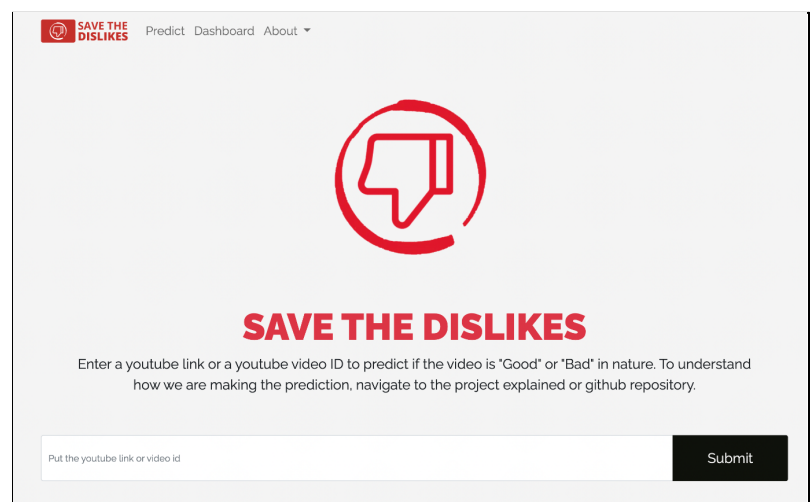 SAVE THE
DISLIKES
Predict Dashboard About
SAVE THE DISLIKES
Enter a youtube link or a youtube video ID to predict if the video is "Good" or "Bad" in nature. To understand
how we are making the prediction, navigate to the project explained or github repository.
Put the youtube link or video id
Submit